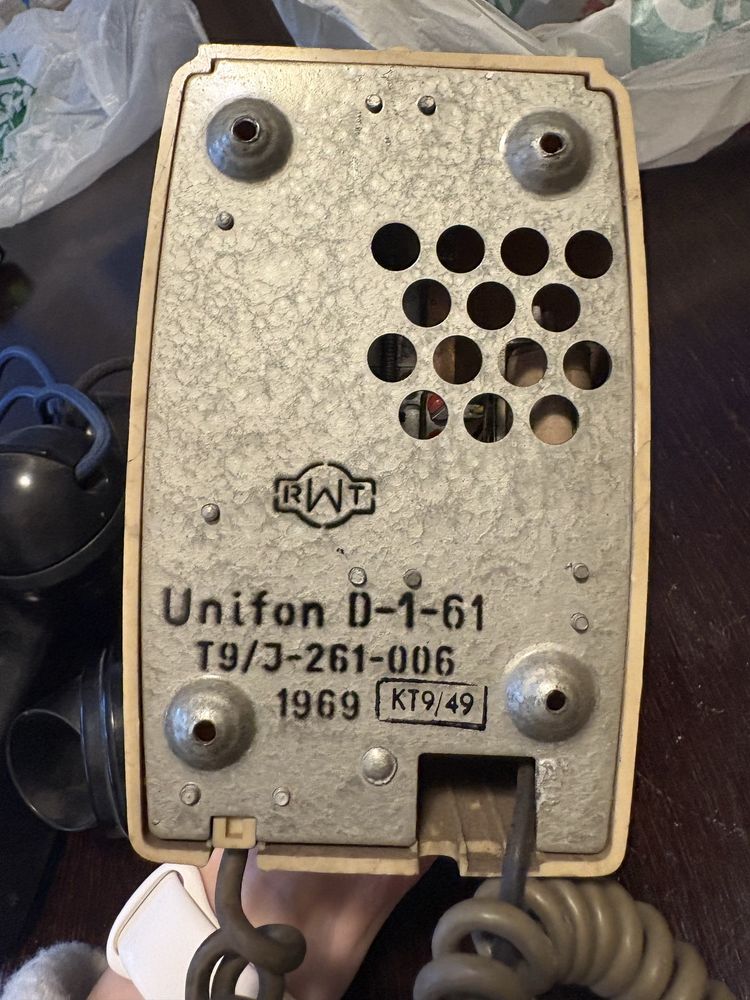 RWT
Unifon D-1-61
T9/J-261-006
1969 KT9/49